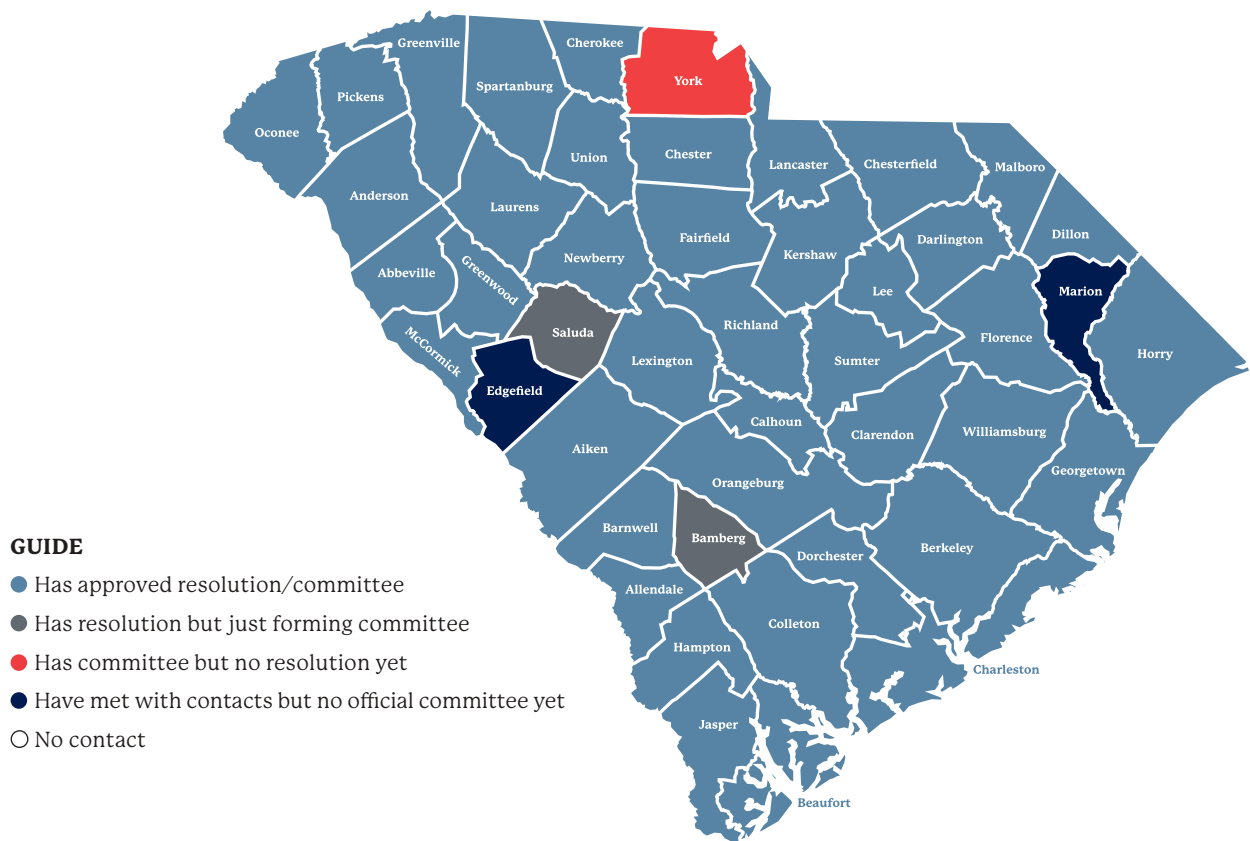 Greenville
Cherokee
York
Spartanburg
Pickens
Oconee
Union
Chester
Lancaster
Chesterfield
Malboro
Anderson
Laurens
Fairfield
Darlington
Dillon
Newberry
Kershaw
Abbeville
Greenwood
Lee
Marion
Saluda
Richland
Florence
McCormick
Lexington
Sumter
Horry
Edgefield
Calhoun
Clarendon
Williamsburg
Aiken
Georgetown
Orangeburg
Barnwell
Bamberg
Dorchester
Berkeley
Allendale
Colleton
Hampton
Charleston
Jasper
Beaufort
GUIDE
Has approved resolution/committee
Has resolution but just forming committee
Has committee but no resolution yet
Have met with contacts but no official committee yet
No contact